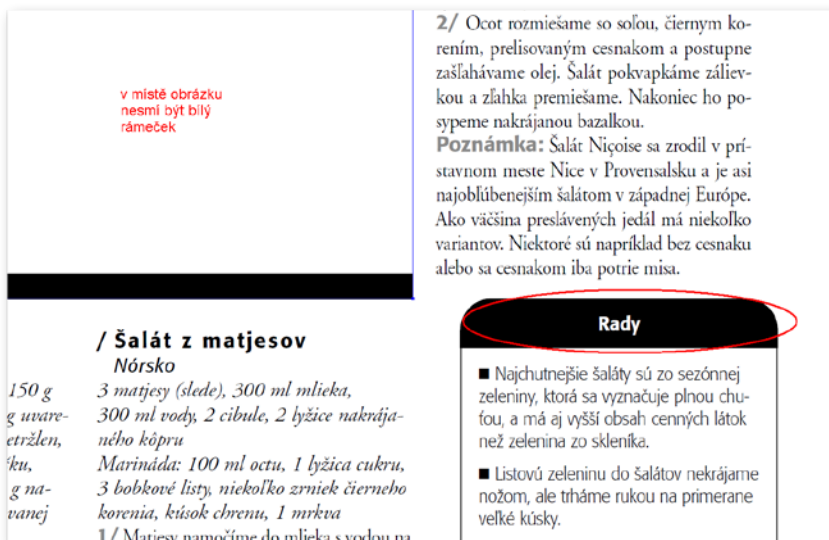 v místě obrázku
nesmí být bílý
rámeček
150 g
g uvare-
etržlen,
ku,
g na-
vanej
/ Šalát z matjesov
Nórsko
3 matjesy (slede), 300 ml mlieka,
300 ml vody, 2 cibule, 2 lyžice nakrája-
ného kôpru
Marináda: 100 ml octu, 1 lyžica cukru,
3 bobkové listy, niekoľko zrniek čierneho
korenia, kúsok chrenu, 1 mrkva
1/ Matjesy namočíme do mlieka s vodou na
2/ Ocot rozmiešame so soľou, čiernym ko-
rením, prelisovaným cesnakom a postupne
zašľahávame olej. Šalát pokvapkáme záliev-
kou a zľahka premiešame. Nakoniec ho po-
sypeme nakrájanou bazalkou.
Poznámka: Šalát Niçoise sa zrodil v prí-
stavnom meste Nice v Provensalsku a je asi
najobľúbenejším šalátom v západnej Európe.
Ako väčšina preslávených jedál má niekoľko
variantov. Niektoré sú napríklad bez cesnaku
alebo sa cesnakom iba potrie misa.
Rady
■ Najchutnejšie šaláty sú zo sezónnej
zeleniny, ktorá sa vyznačuje plnou chu-
ťou, a má aj vyšší obsah cenných látok
než zelenina zo skleníka.
■ Listovú zeleninu do šalátov nekrájame
nožom, ale trháme rukou na primerane
veľké kúsky.